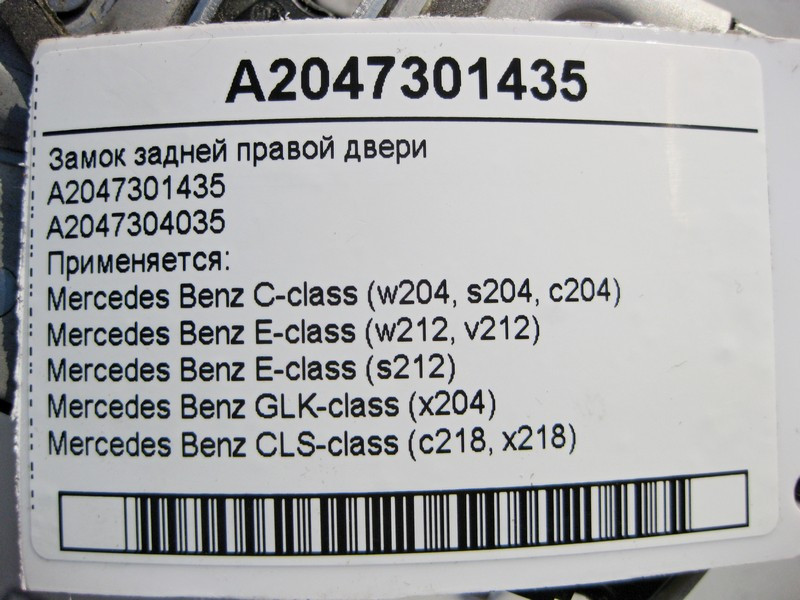 A2047301435
Замок задней правой двери
A2047301435
A2047304035
Применяется:
Mercedes Benz C-class (w204, s204, c204)
Mercedes Benz E-class (w212, v212)
Mercedes Benz E-class (s212)
Mercedes Benz GLK-class (x204)
Mercedes Benz CLS-class (c218, x218)